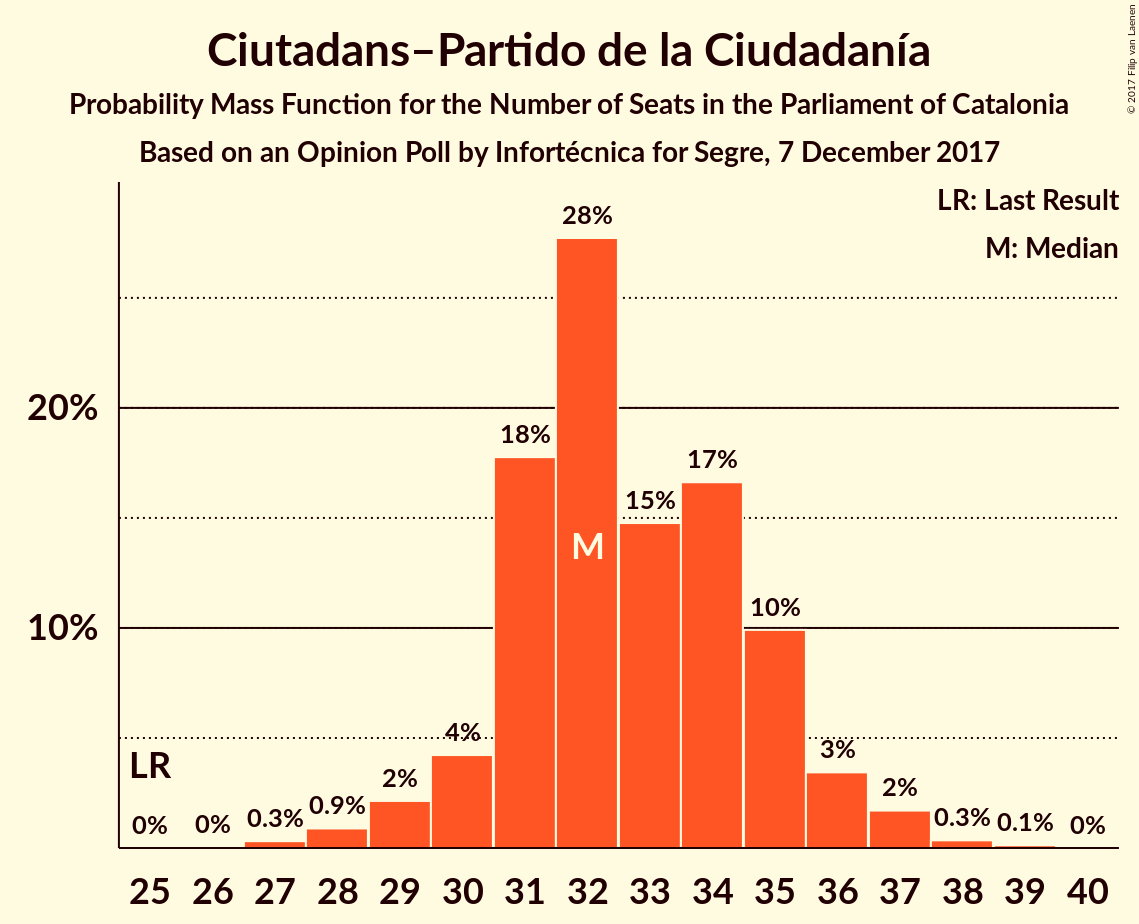 Ciutadans–Partido de la Ciudadanía
Probability Mass Function for the Number of Seats in the Parliament of Catalonia
Based on an Opinion Poll by Infortécnica for Segre, 7 December 2017
© 2017 Filip van Laenen
LR: Last Result
M: Median
28%
20%
18%
17%
15%
M
10%
10%
4%
3%
LR
2%
2%
0.9%
0% 0% 0.3% 0.3% 0.1% 0%
25 26 27 28 29 30 31 32 33 34 35 36 37 38 39 40